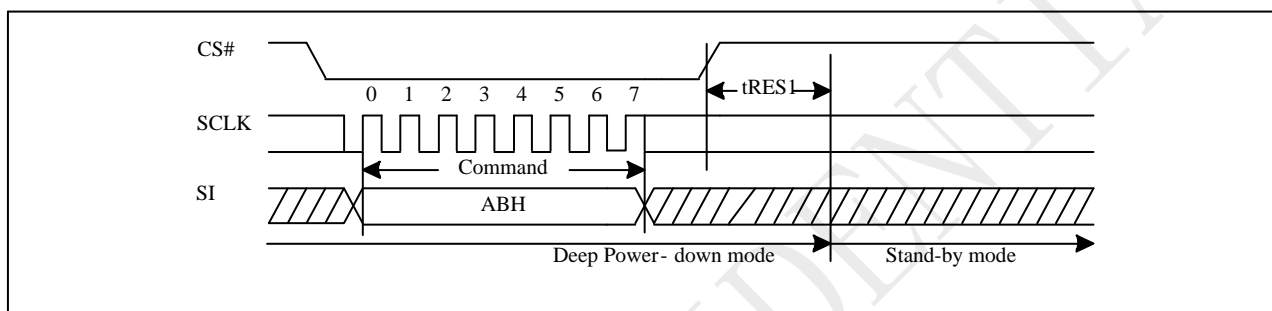 CS#
tRES1
0 1 2 3 4 5 6 7
SCLK
Command
SI
ABH
Deep Power- down mode
Stand-by mode